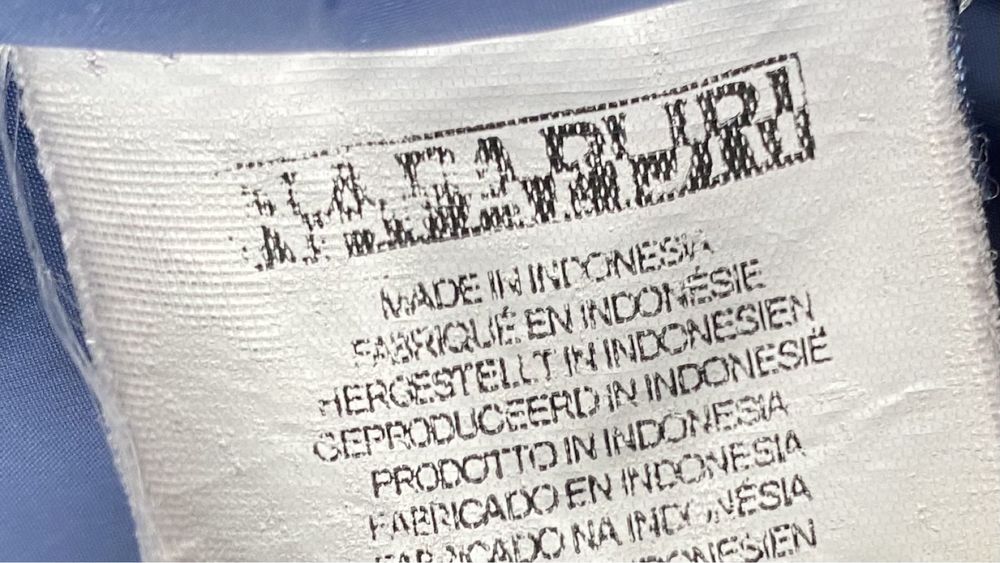 NAPAPIJRI
MADE IN INDONESIA
FABRIQUÉ EN INDONÉSIE
HERGESTELLT IN INDONESIEN
GEPRODUCEERD IN INDONESIË
PRODOTTO IN INDONESIA
FABRICADO EN INDONESIA
FABRICADO NA INDONÉSIA
INDONESIEN